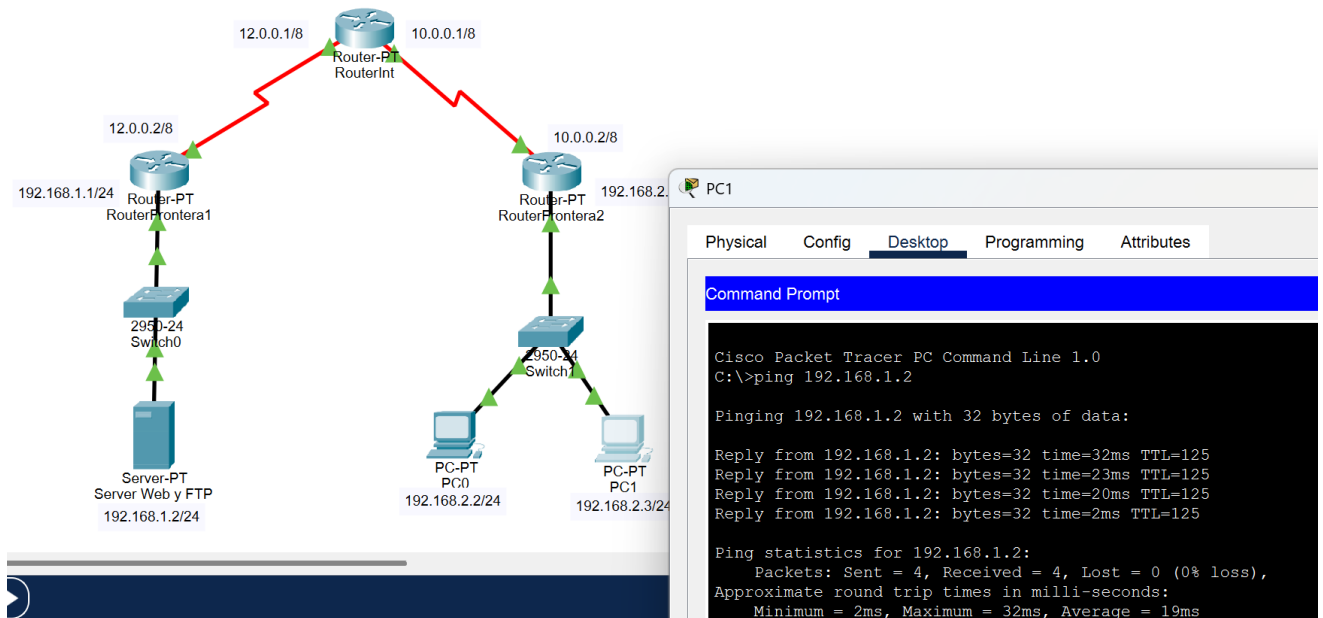 12.0.0.1/8
10.0.0.1/8
Router-PT
RouterInt
12.0.0.2/8
10.0.0.2/8
192.168.1.1/24
Router-PT
RouterFrontera1
192.168.2.
Router-PT
RouterFrontera2
2950-24
Switch0
2950-24
Switch1
Server-PT
Server Web y FTP
192.168.1.2/24
PC-PT
PC0
192.168.2.2/24
PC-PT
PC1
192.168.2.3/24
PC1
Physical Config Desktop Programming Attributes
Command Prompt
Cisco Packet Tracer PC Command Line 1.0
C:\>ping 192.168.1.2
Pinging 192.168.1.2 with 32 bytes of data:
Reply from 192.168.1.2: bytes=32 time=32ms TTL=125
Reply from 192.168.1.2: bytes=32 time=23ms TTL=125
Reply from 192.168.1.2: bytes=32 time=20ms TTL=125
Reply from 192.168.1.2: bytes=32 time=2ms TTL=125
Ping statistics for 192.168.1.2:
Packets: Sent = 4, Received = 4, Lost = 0 (0% loss),
Approximate round trip times in milli-seconds:
Minimum = 2ms, Maximum = 32ms, Average = 19ms